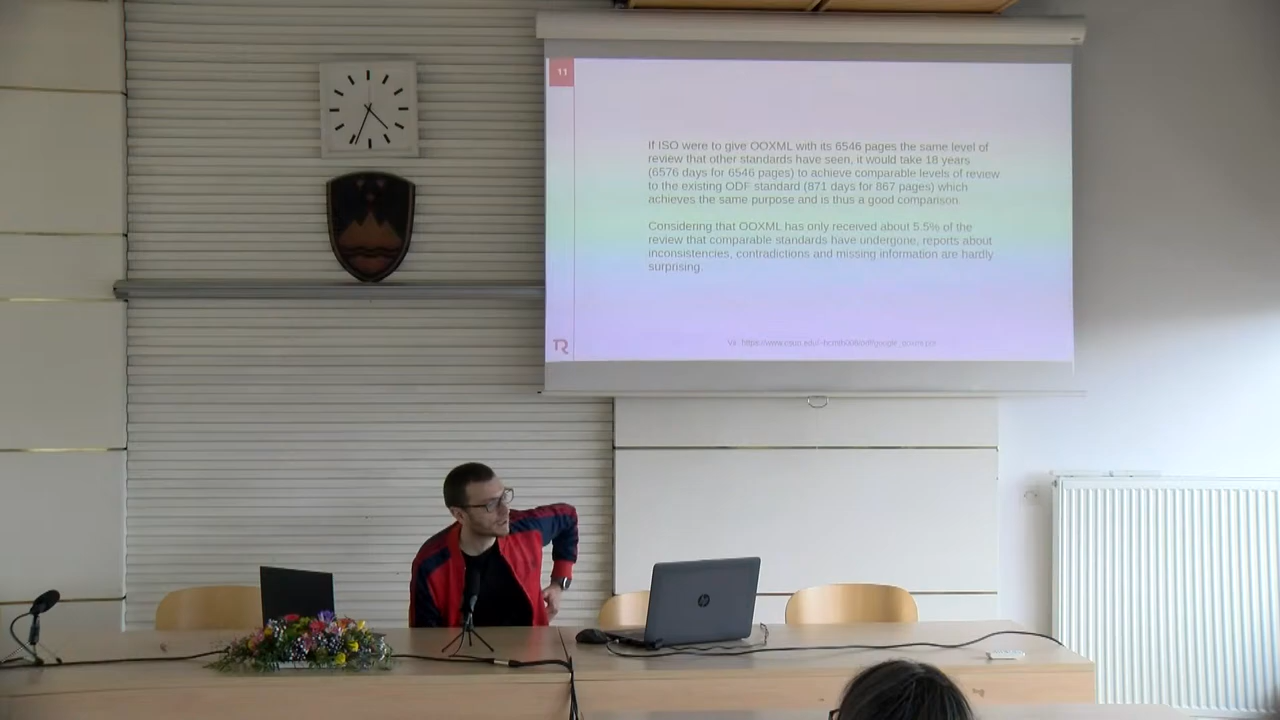 11
If ISO were to give OOXML with its 6546 pages the same level of
review that other standards have seen, it would take 18 years
(6576 days for 6546 pages) to achieve comparable levels of review
to the existing ODF standard (871 days for 867 pages) which
achieves the same purpose and is thus a good comparison.
Considering that OOXML has only received about 5.5% of the
review that comparable standards have undergone, reports about
inconsistencies, contradictions and missing information are hardly
surprising.
Vir:
TR
hp